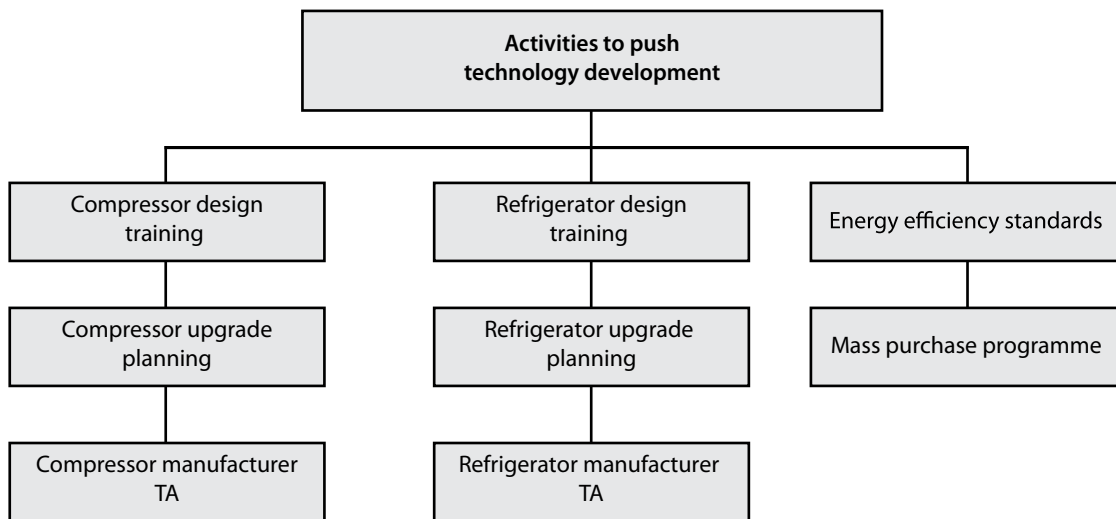 Activities to push
technology development
Compressor design
training
Refrigerator design
training
Energy efficiency standards
Compressor upgrade
planning
Refrigerator upgrade
planning
Mass purchase programme
Compressor manufacturer
TA
Refrigerator manufacturer
TA